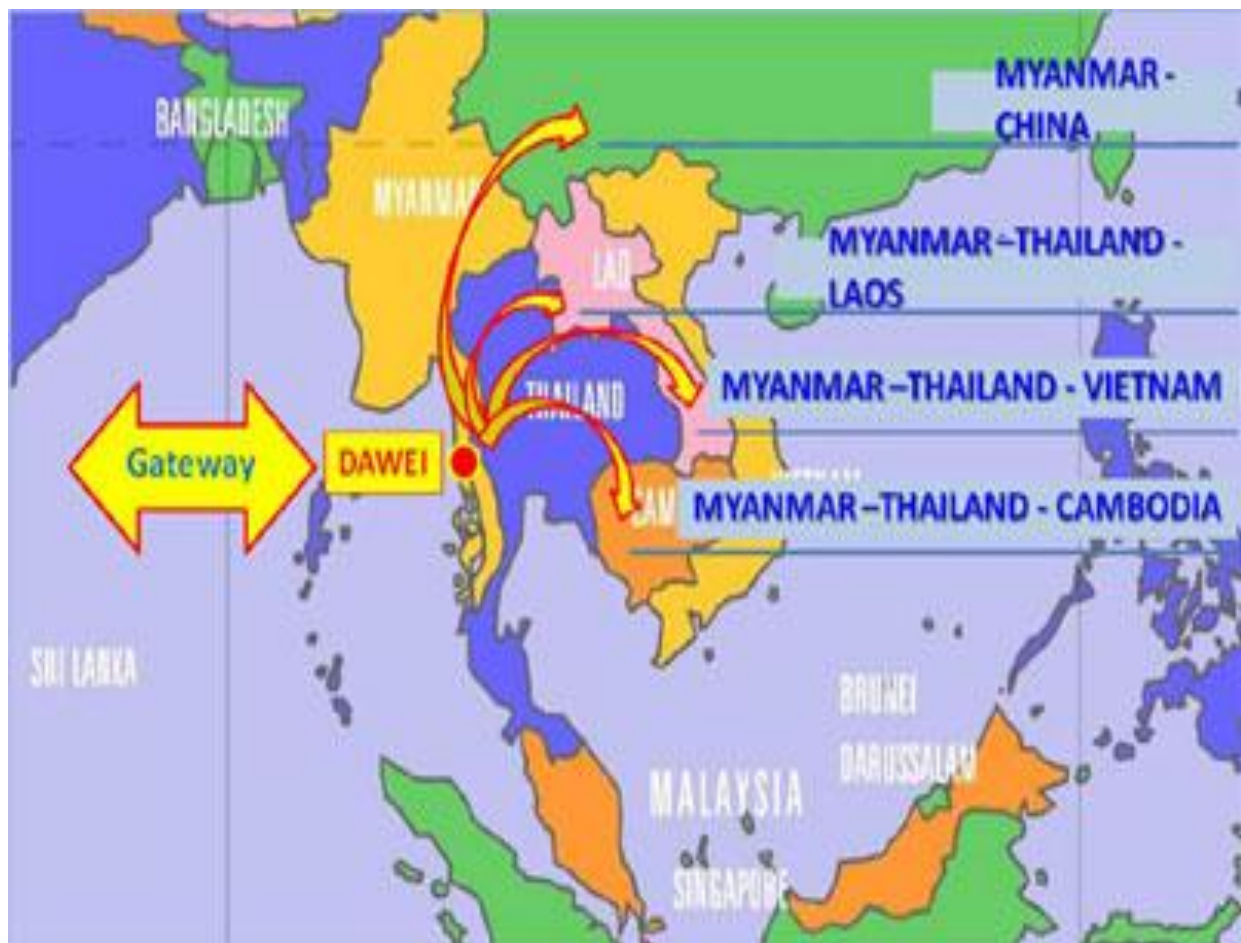 MYANMAR -
CHINA
BANGLADESH
MYANMAR
MYANMAR –THAILAND -
LAOS
LAO
MYANMAR –THAILAND - VIETNAM
THAILAND
Gateway
DAWEI
MYANMAR –THAILAND - CAMBODIA
CAM
SRI LANKA
BRUNEI
DARUSSALAM
MALAYSIA
SINGAPORE